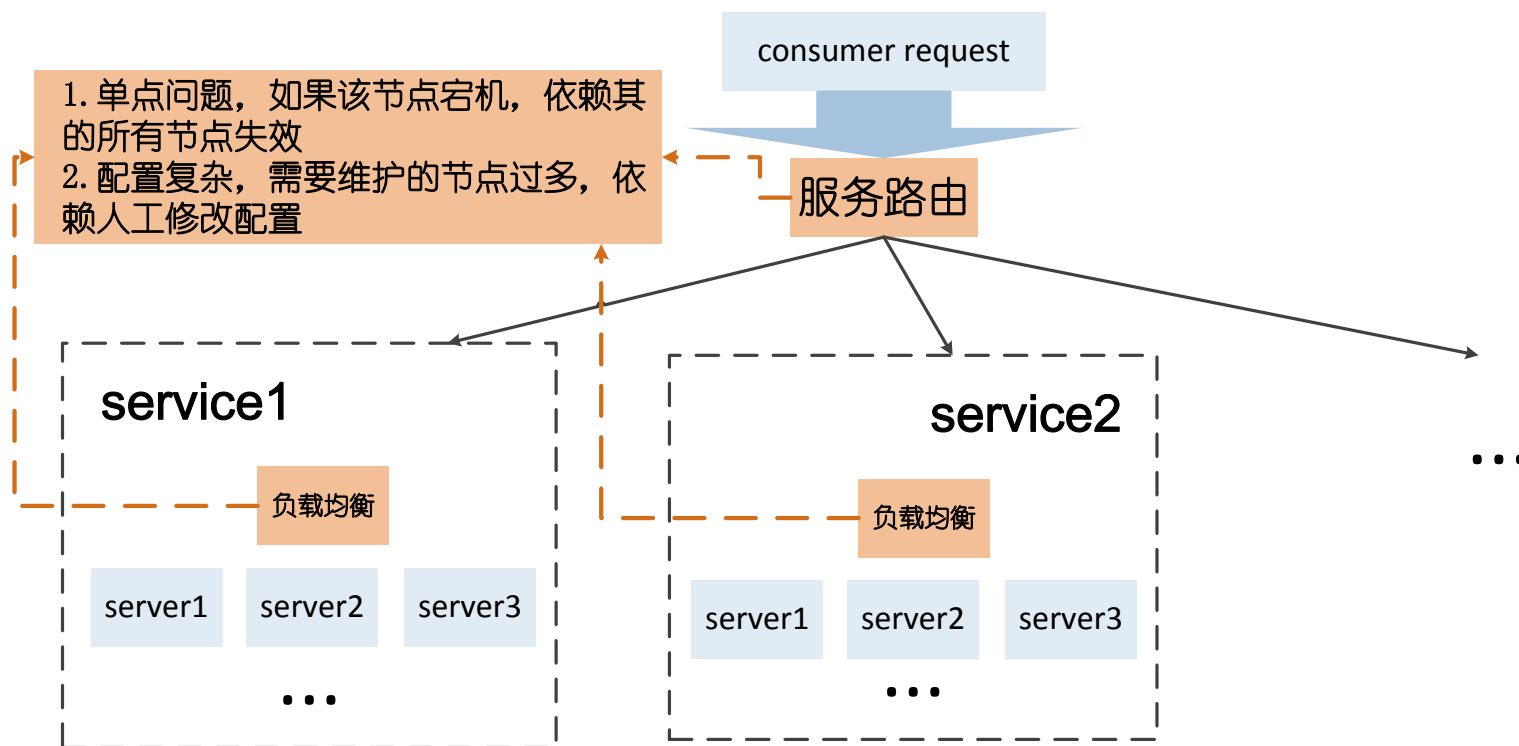 consumer request
1.单点问题，如果该节点宕机，依赖其
的所有节点失效
2.配置复杂，需要维护的节点过多，依
赖人工修改配置
服务路由
service1
service2
...
负载均衡
负载均衡
server1 server2 server3
server1 server2 server3
...
...